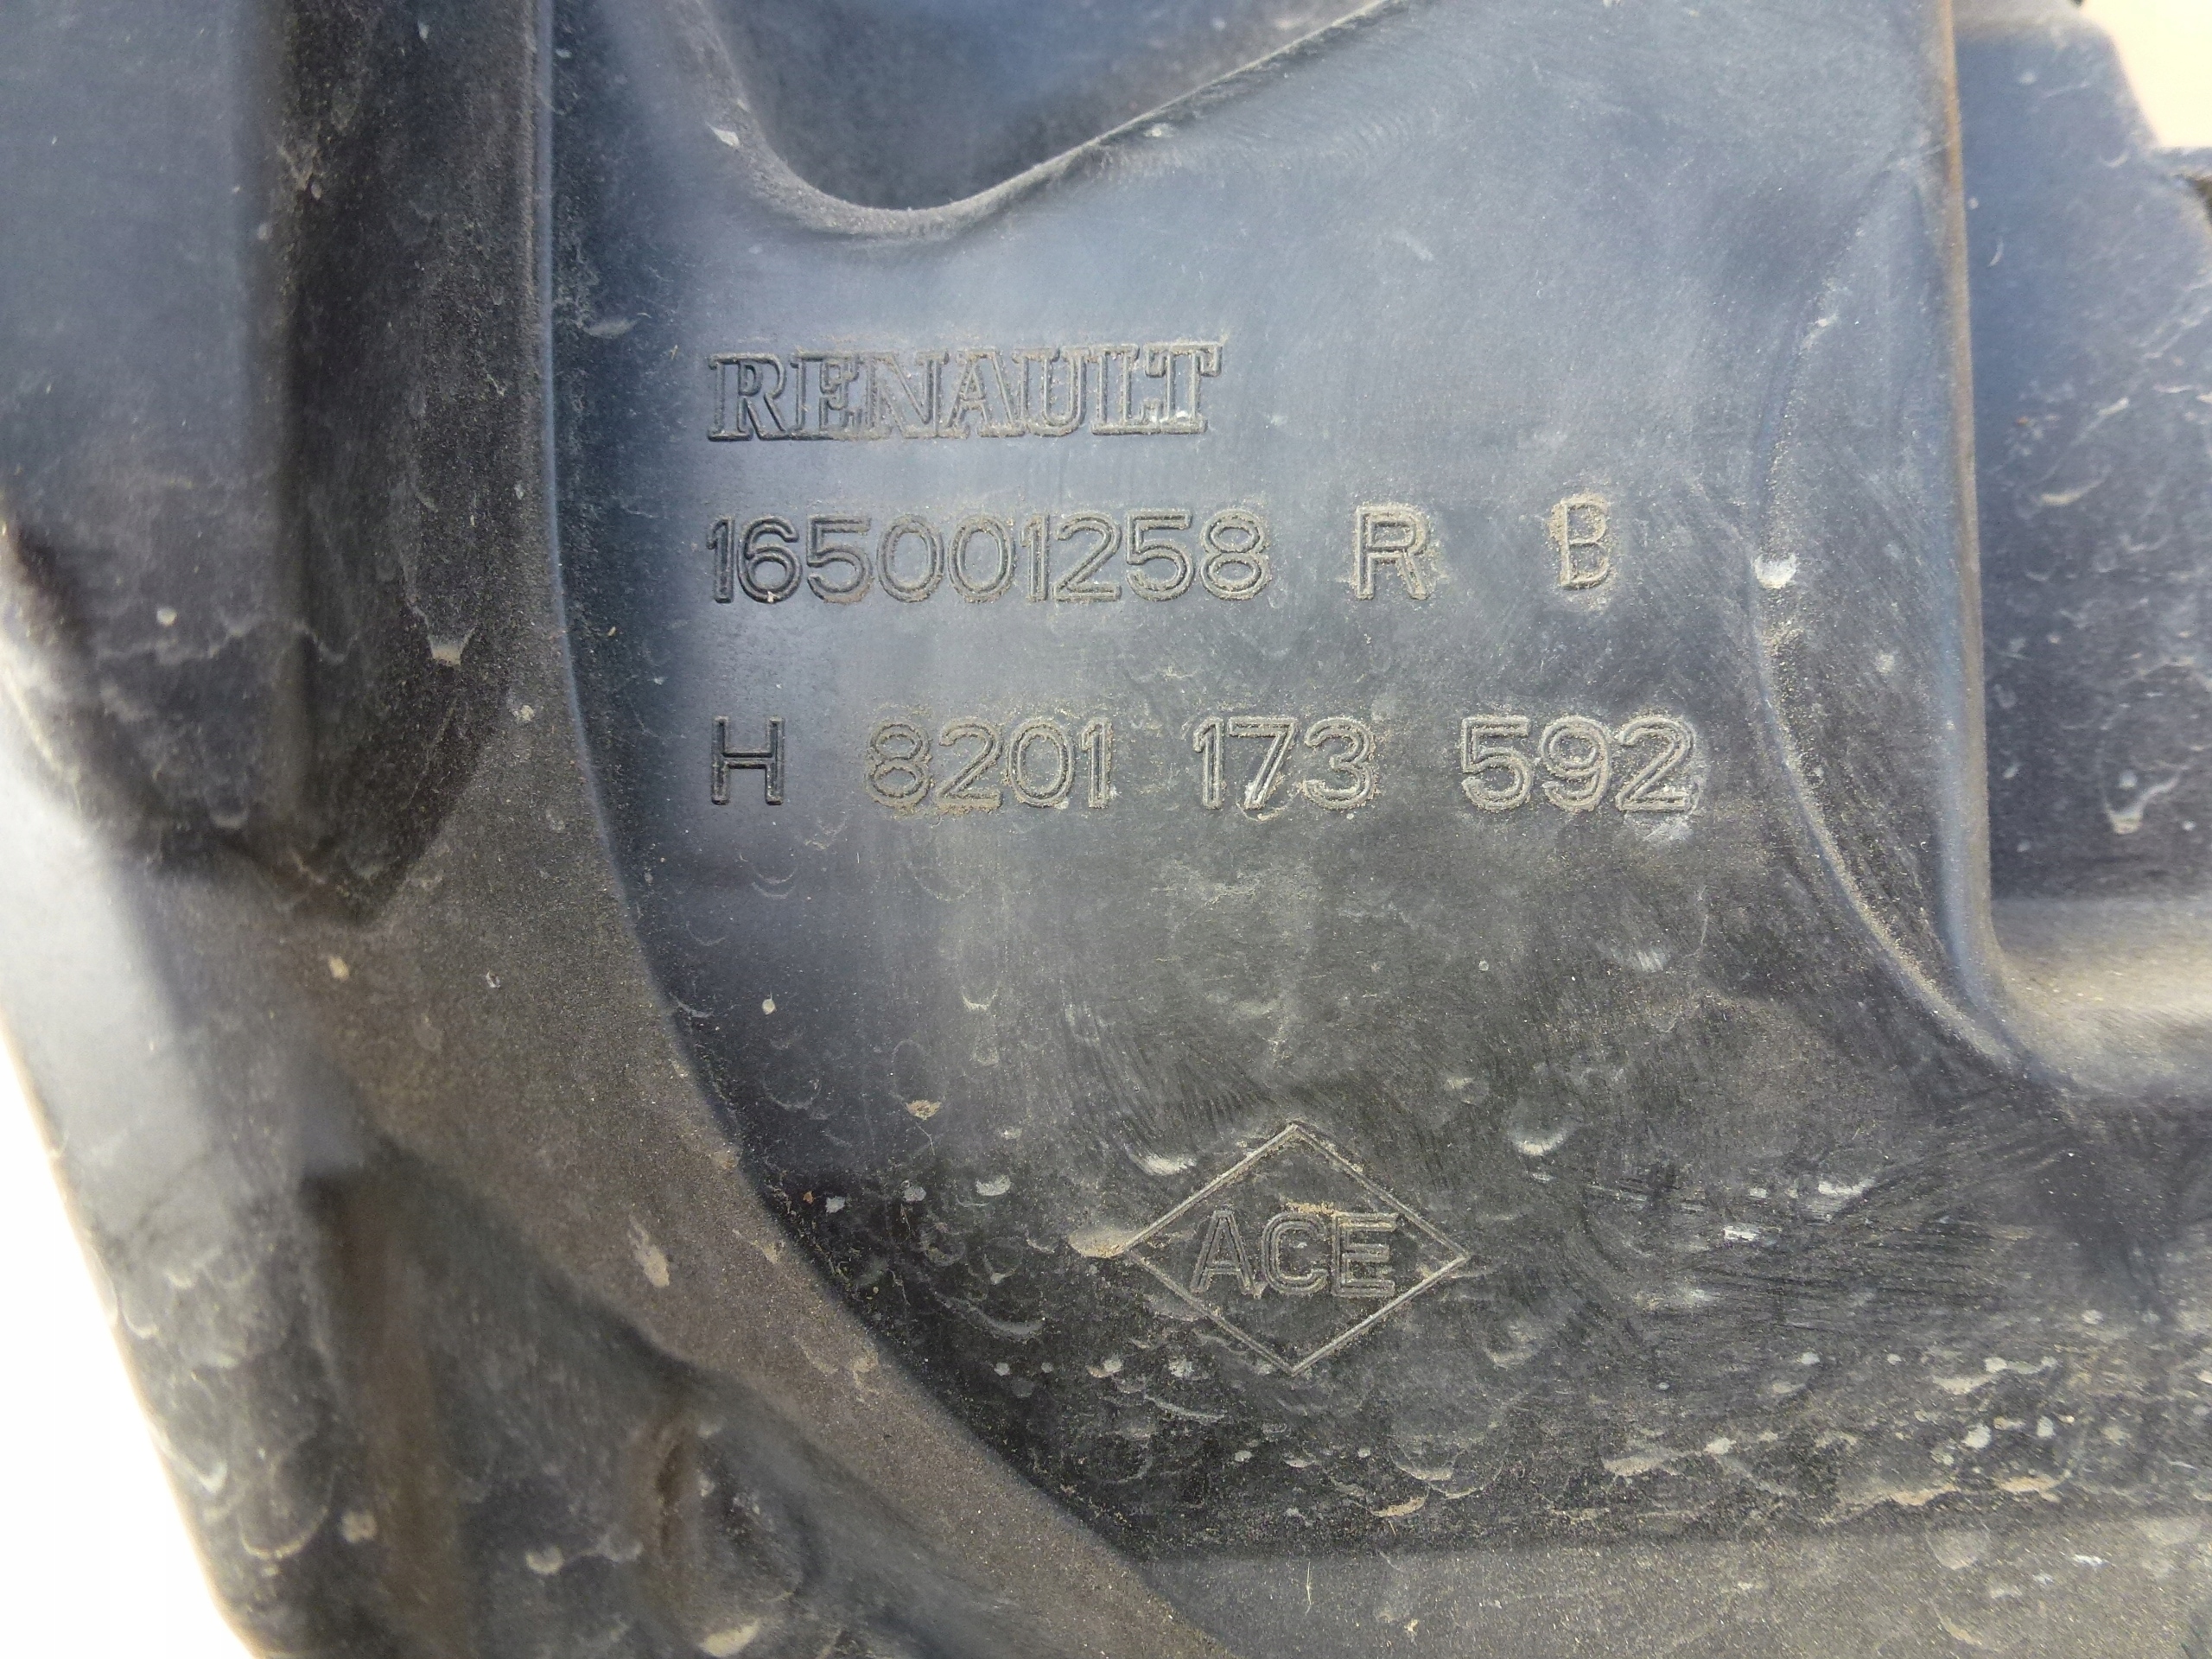 RENAULT
165001258 R B
H 8201 173 592
ACE